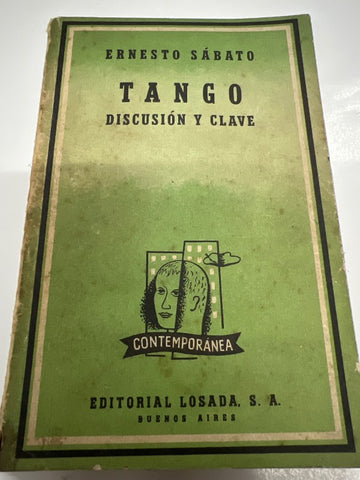 ERNESTO SÁBATO
TANGO
DISCUSIÓN Y CLAVE
CONTEMPORÁNEA
EDITORIAL LOSADA, S. A.
BUENOS AIRES